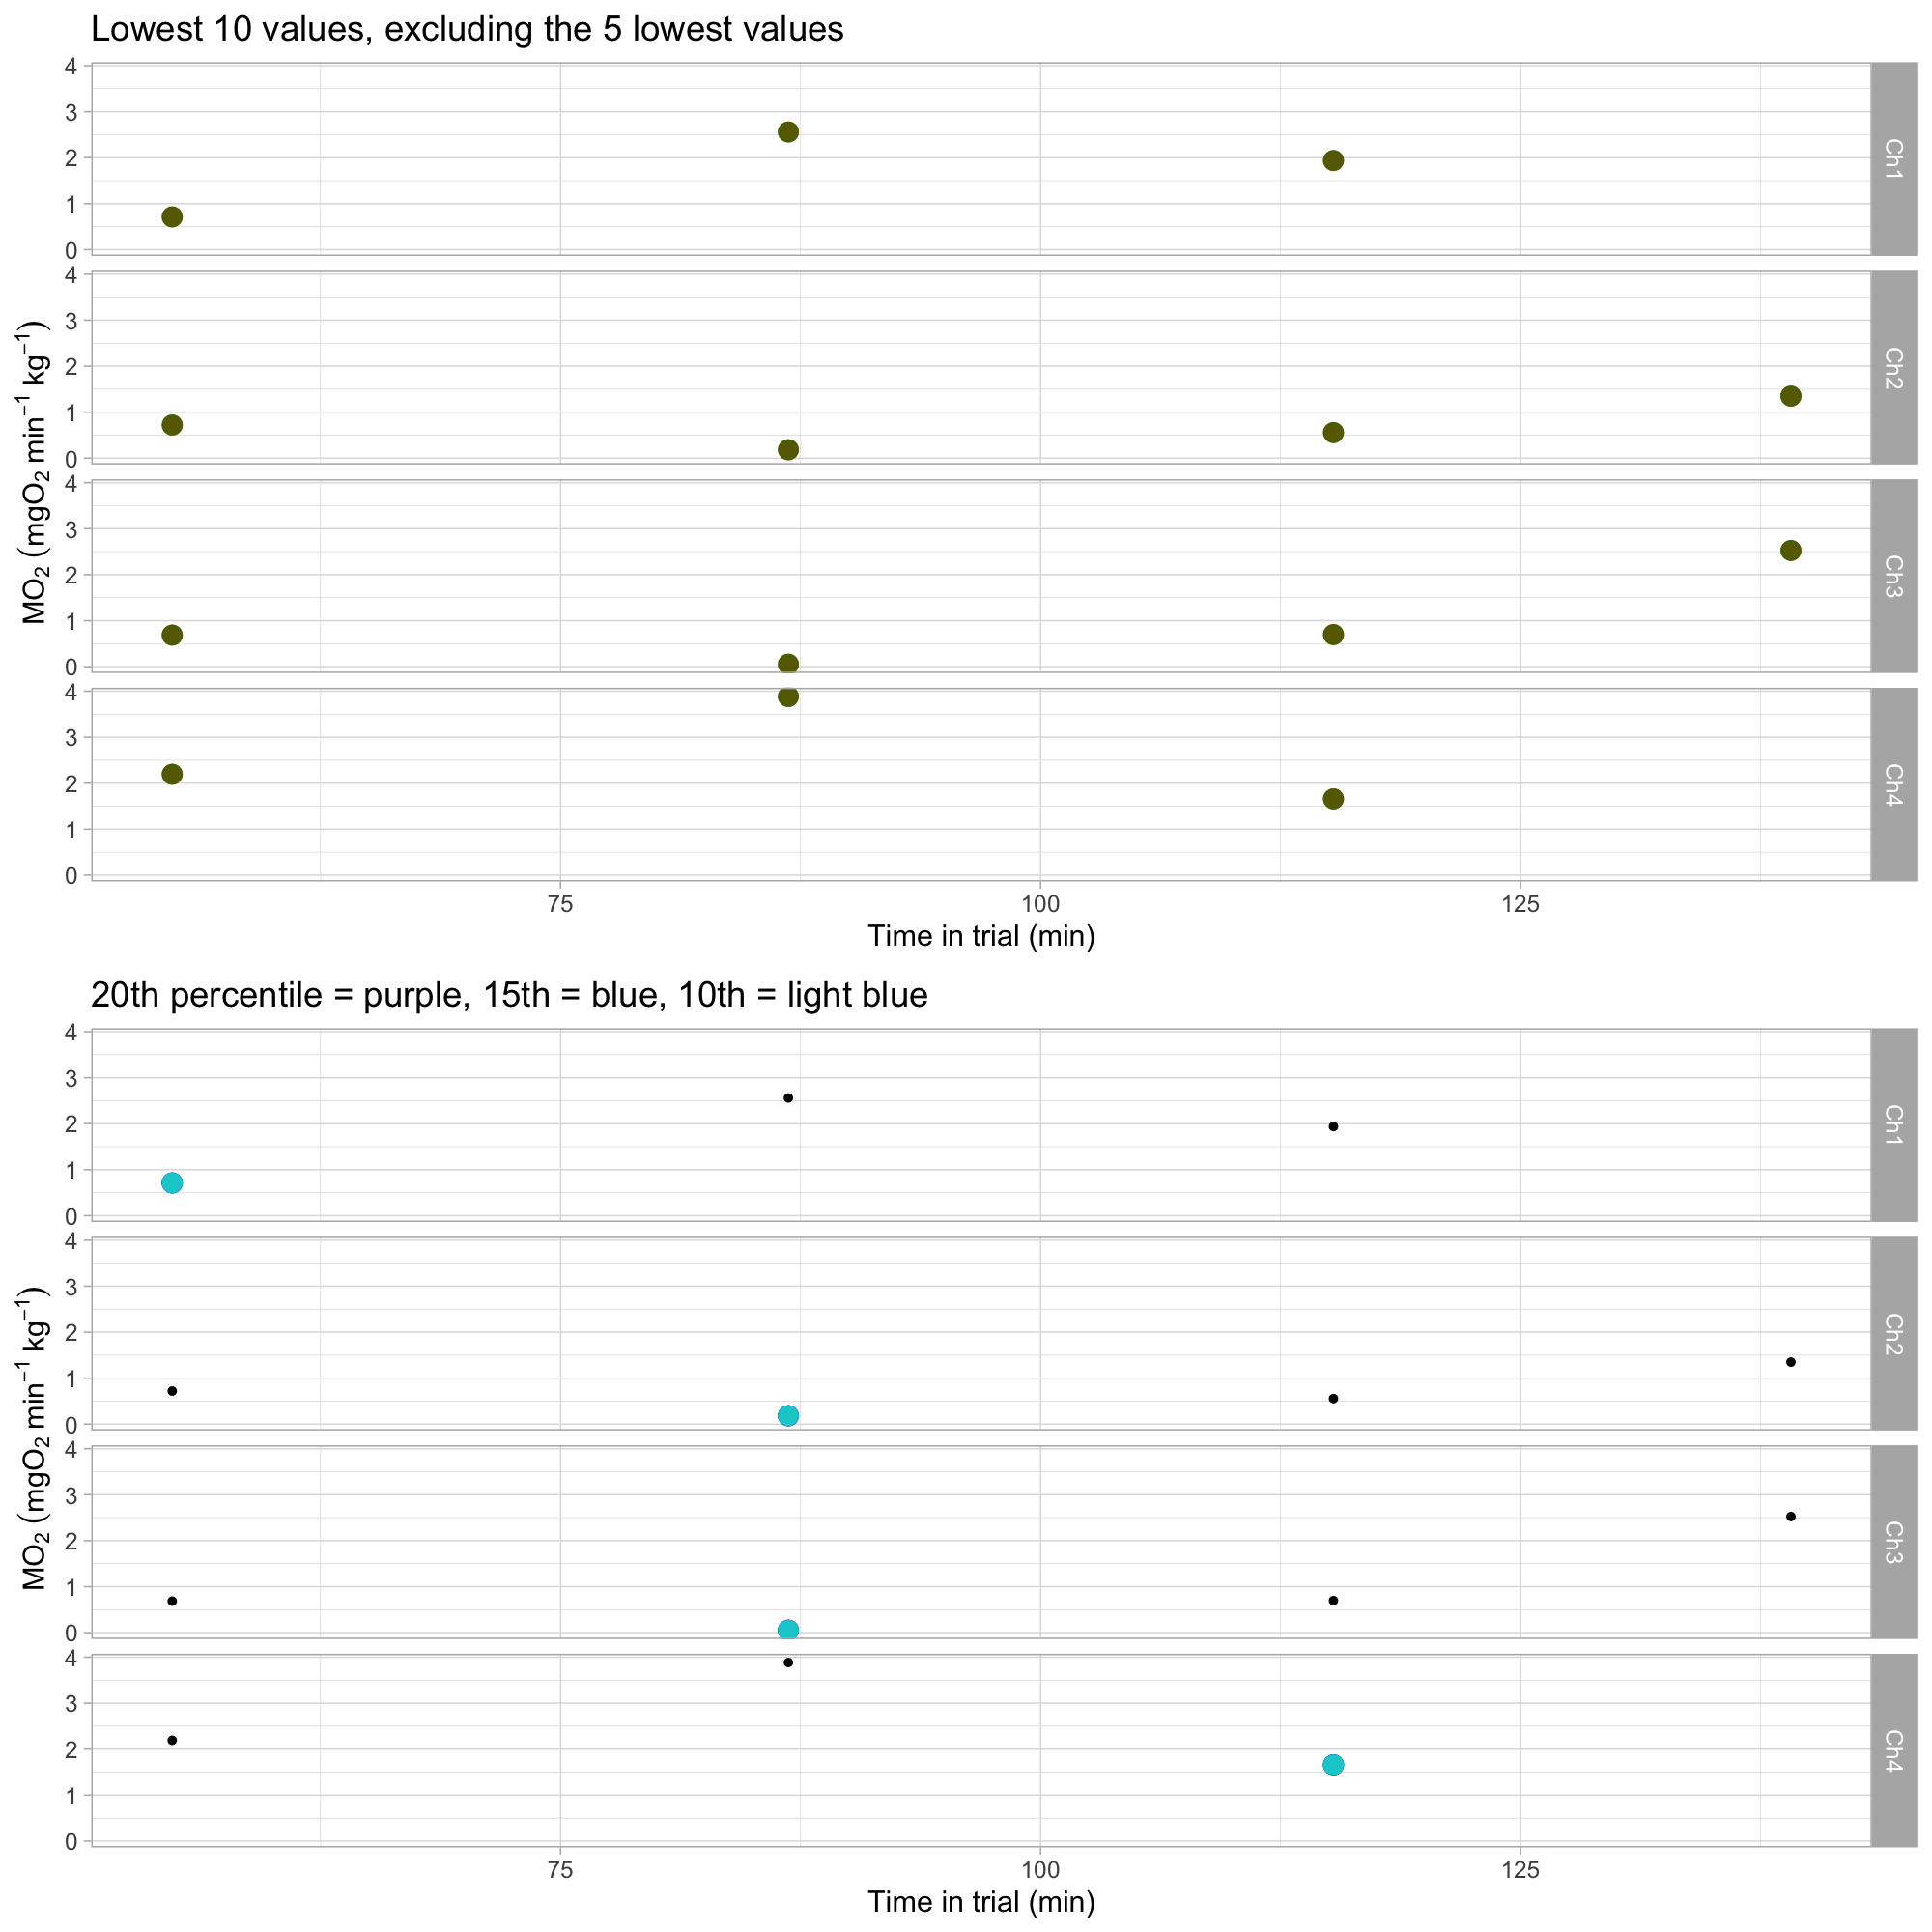 Lowest 10 values, excluding the 5 lowest values
MO₂ (mgO₂ min⁻¹ kg⁻¹)
4
3
2
1
0
Ch1
4
3
2
1
0
Ch2
4
3
2
1
0
Ch3
4
3
2
1
0
Ch4
75 100 125
Time in trial (min)
20th percentile = purple, 15th = blue, 10th = light blue
MO₂ (mgO₂ min⁻¹ kg⁻¹)
4
3
2
1
0
Ch1
4
3
2
1
0
Ch2
4
3
2
1
0
Ch3
4
3
2
1
0
Ch4
75 100 125
Time in trial (min)